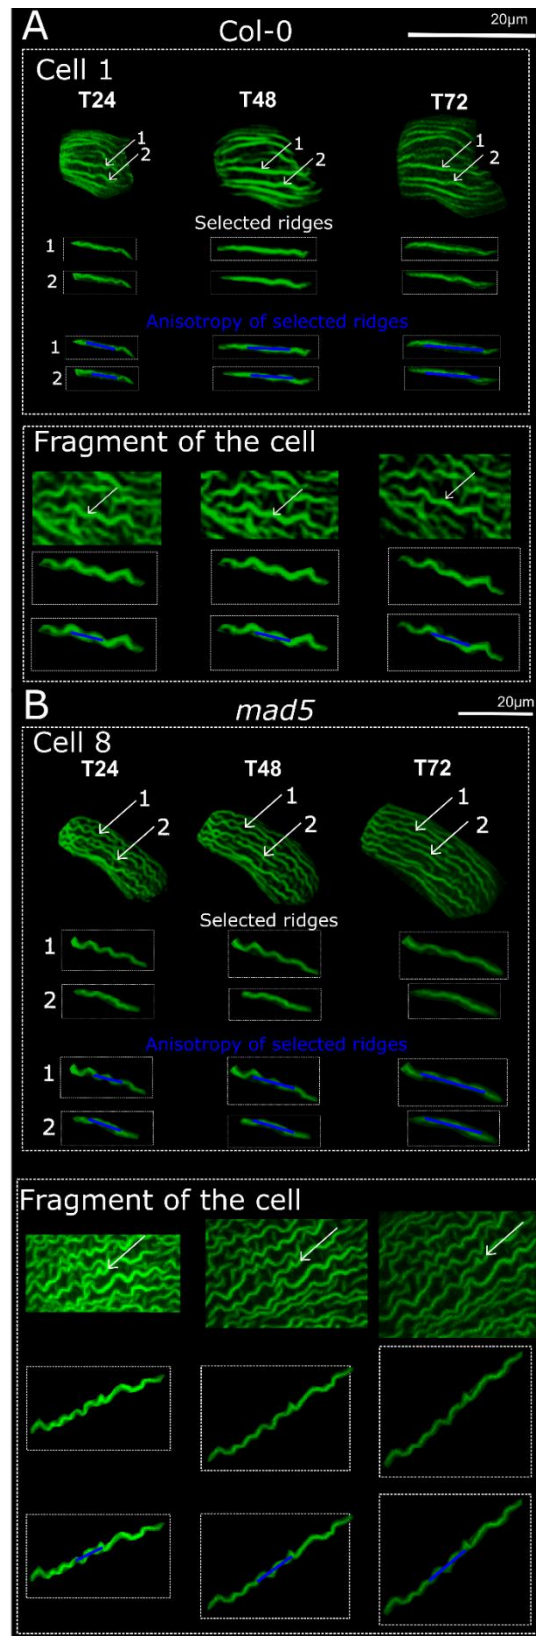 A Col-0 20µm
Cell 1
T24 T48 T72
1 1 1
2 2 2
Selected ridges
1
2
Anisotropy of selected ridges
1
2
Fragment of the cell
B mad5 20µm
Cell 8
T24 T48 T72
1 1 1
2 2 2
Selected ridges
1
2
Anisotropy of selected ridges
1
2
Fragment of the cell